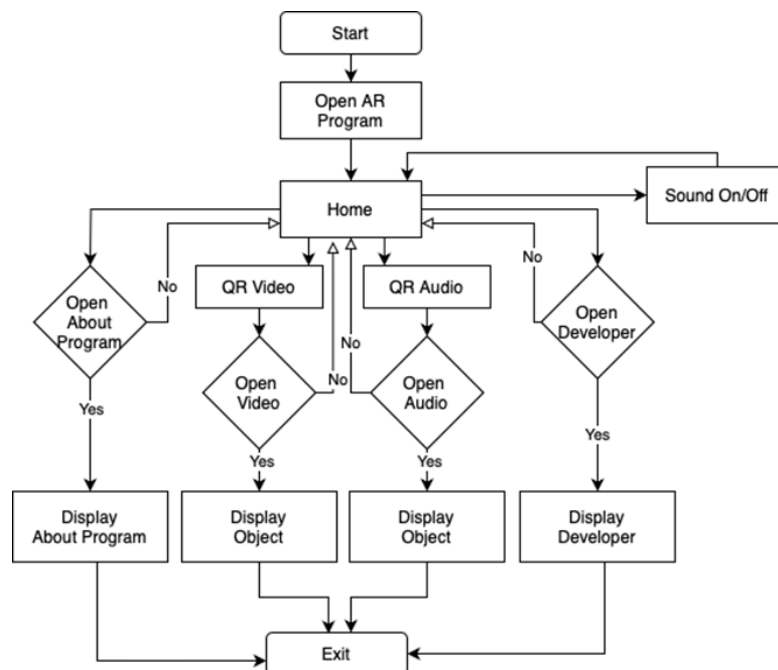 Start
Open AR
Program
Home
Sound On/Off
No
QR Video
QR Audio
No
Open
About
Program
Open
Developer
No
No
Open
Video
Open
Audio
Yes
Yes
Yes
Yes
Display
About Program
Display
Object
Display
Object
Display
Developer
Exit